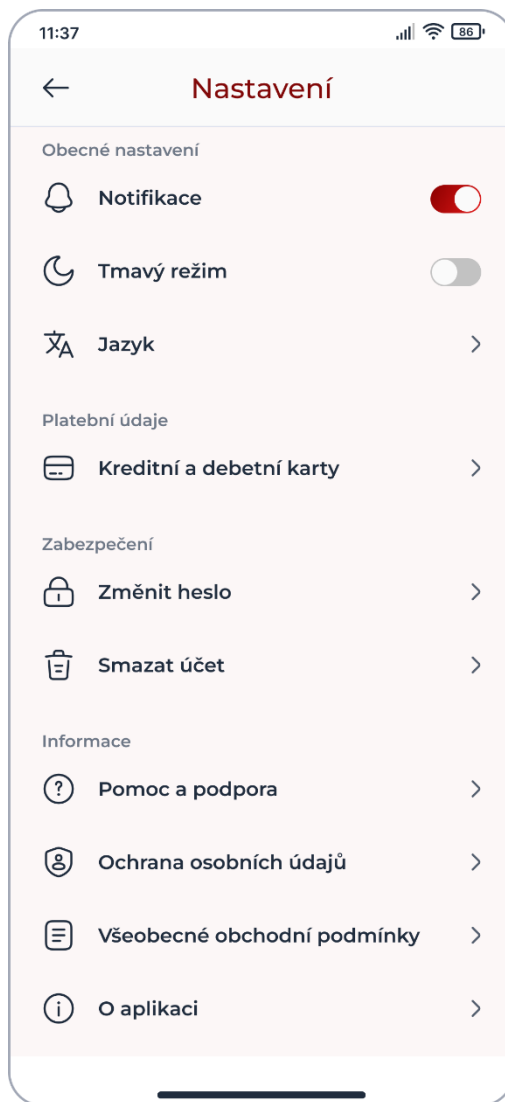 11:37
86
Nastavení
Obecné nastavení
Notifikace
Tmavý režim
Jazyk
Platební údaje
Kreditní a debetní karty
Zabezpečení
Změnit heslo
Smazat účet
Informace
Pomoc a podpora
Ochrana osobních údajů
Všeobecné obchodní podmínky
O aplikaci